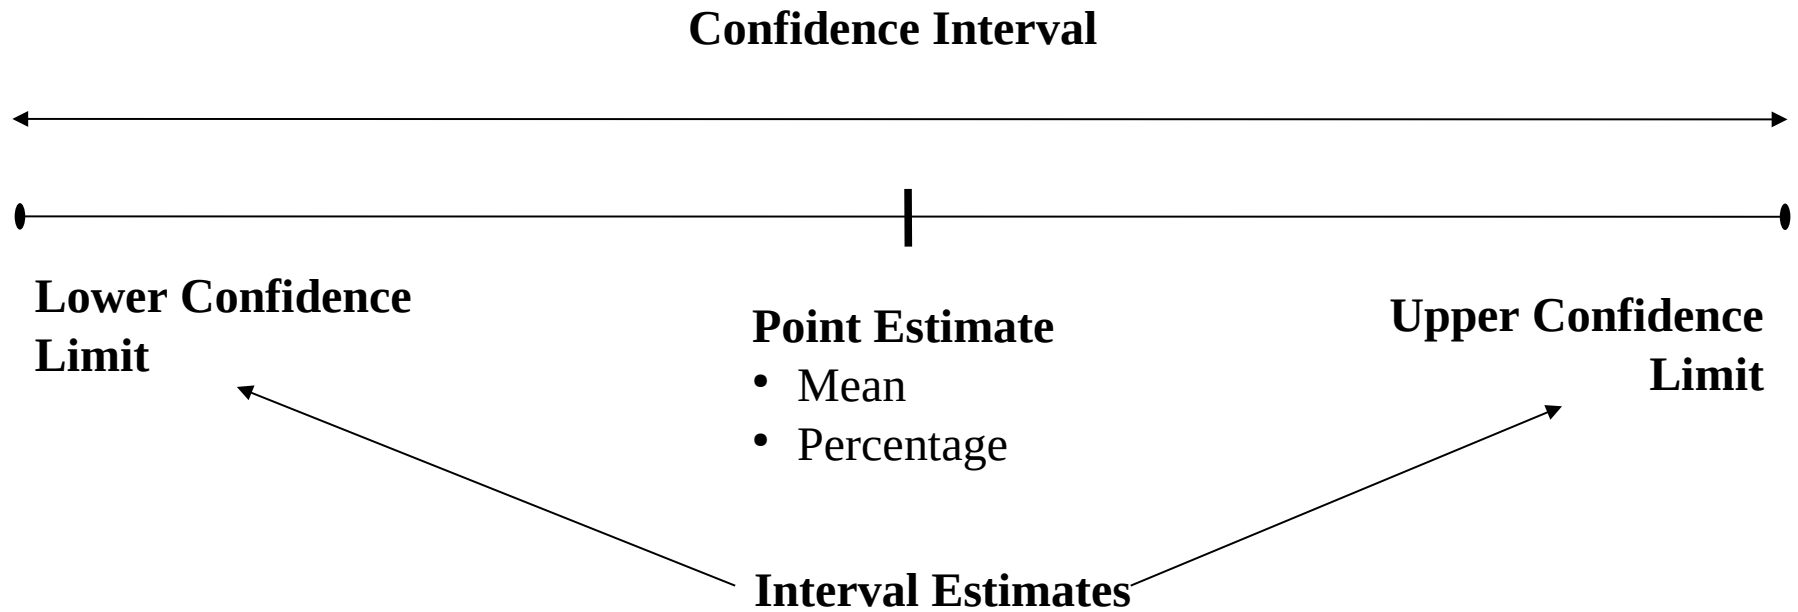 Confidence Interval
Lower Confidence
Limit
Point Estimate
• Mean
• Percentage
Upper Confidence
Limit
Interval Estimates